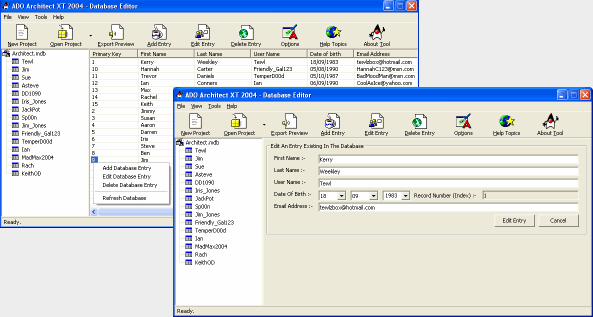 ADO Architect XT 2004 - Database Editor
File View Tools Help
New Project Open Project Export Preview Add Entry Edit Entry Delete Entry Options Help Topics About Tool
Architect.mdb
Tewl
Jim
Sue
Asteve
DD1090
Iris_Jones
JackPot
Sp00n
Jim_Jones
Friendly_Gal123
TemperD00d
Ian
MadMax2004
Rach
KeithOD
Primary Key First Name Last Name User Name Date of birth Email Address
1 Kerry Weekley Tewl 18/09/1983 tewlzbox@hotmail.com
10 Hannah Carter Friendly_Gal123 05/08/1990 HannahC123@msn.com
11 Trevor Daniels TemperD00d 05/10/1987 BadMoodMan@msn.com
12 Ian Conners Ian 06/06/1990 CoolAsIce@yahoo.com
13 Max
14 Rachel
15 Keith
2 Jimmy
3 Susan
4 Aaron
5 Darren
6 Iris
7 Steve
8 Ben
9 Jim
Add Database Entry
Edit Database Entry
Delete Database Entry
Refresh Database
Ready.
ADO Architect XT 2004 - Database Editor
File View Tools Help
New Project Open Project Export Preview Add Entry Edit Entry Delete Entry Options Help Topics About Tool
Architect.mdb
Tewl
Jim
Sue
Asteve
DD1090
Iris_Jones
JackPot
Sp00n
Jim_Jones
Friendly_Gal123
TemperD00d
Ian
MadMax2004
Rach
KeithOD
Edit An Entry Existing In The Database
First Name :- Kerry
Last Name :- Weekley
User Name :- Tewl
Date Of Birth :- 18 09 1983 Record Number (Index) :- 1
Email Address :- tewlzbox@hotmail.com
Edit Entry Cancel
Ready.